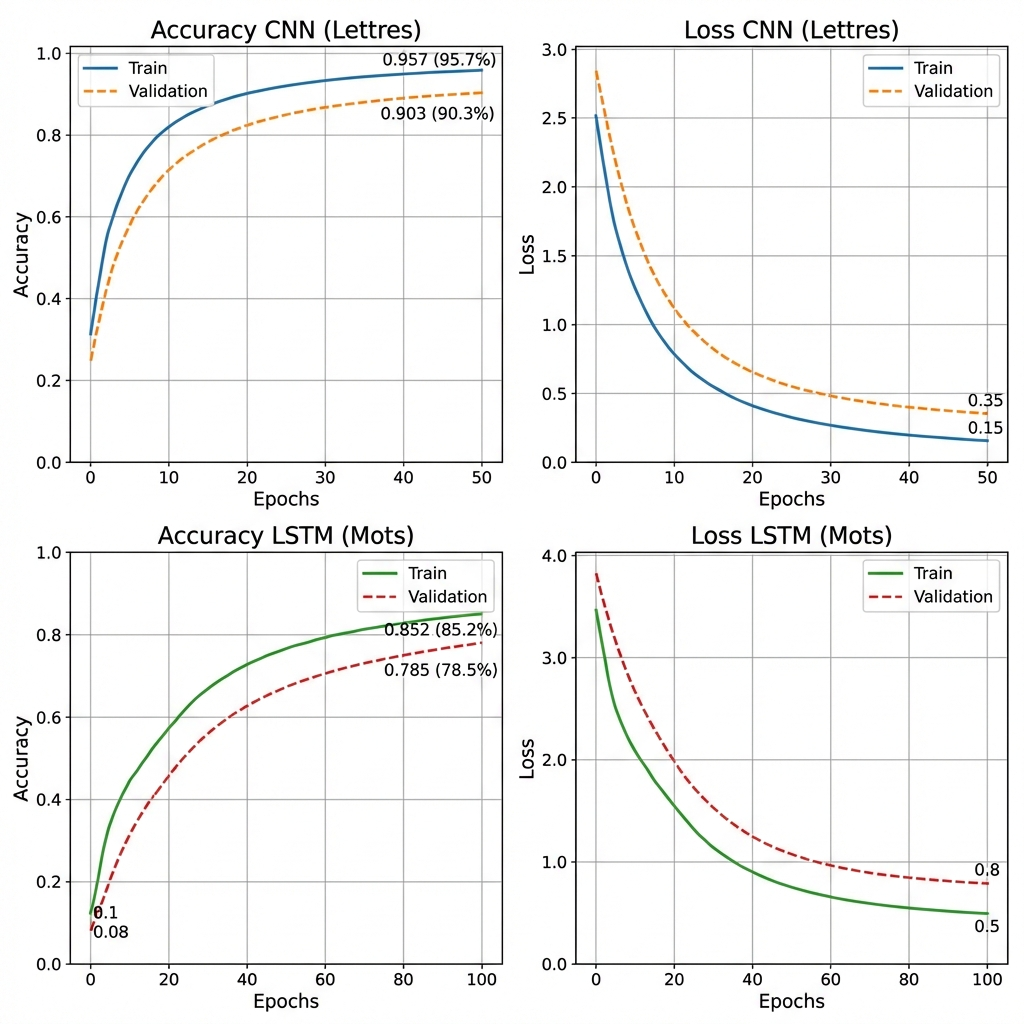 Accuracy CNN (Lettres)
1.0
0.8
0.6
0.4
0.2
0.0
Accuracy
Train
Validation
0.957 (95.7%)
0.903 (90.3%)
0 10 20 30 40 50
Epochs
Loss CNN (Lettres)
3.0
2.5
2.0
1.5
1.0
0.5
0.0
Loss
Train
Validation
0.35
0.15
0 10 20 30 40 50
Epochs
Accuracy LSTM (Mots)
1.0
0.8
0.6
0.4
0.2
0.0
Accuracy
Train
Validation
0.852 (85.2%)
0.785 (78.5%)
0.1
0.08
0 20 40 60 80 100
Epochs
Loss LSTM (Mots)
4.0
3.0
2.0
1.0
0.0
Loss
Train
Validation
0.8
0.5
0 20 40 60 80 100
Epochs